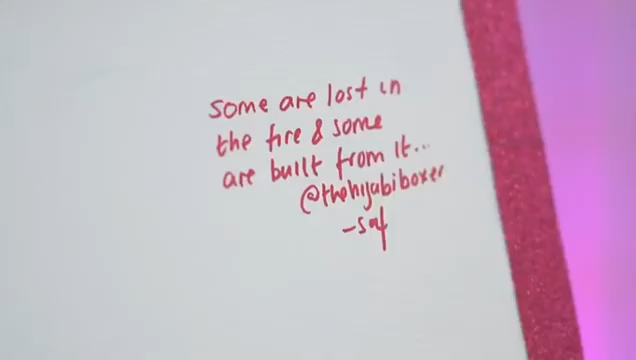 some are lost in
the fire & some
are built from it...
@thehijabiboxer
-saf